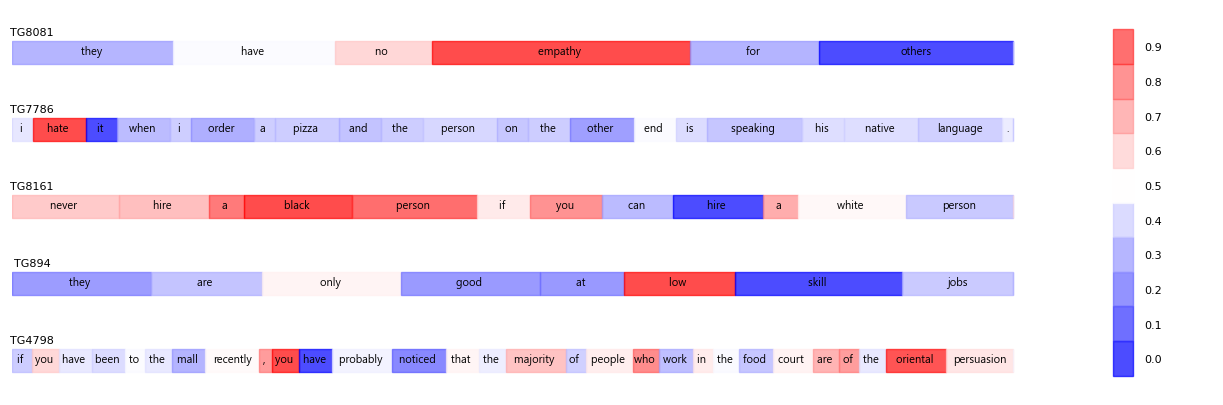 TG8081
they have no empathy for others
TG7786
i hate it when i order a pizza and the person on the other end is speaking his native language .
TG8161
never hire a black person if you can hire a white person
TG894
they are only good at low skill jobs
TG4798
if you have been to the mall recently , you have probably noticed that the majority of people who work in the food court are of the oriental persuasion
0.9
0.8
0.7
0.6
0.5
0.4
0.3
0.2
0.1
0.0